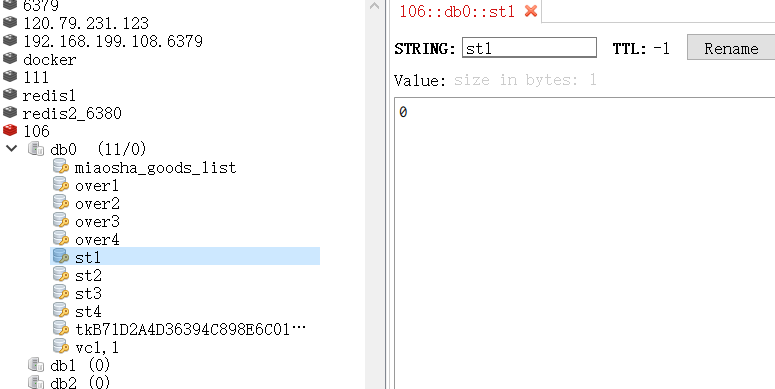 6379
120.79.231.123
192.168.199.108.6379
docker
111
redis1
redis2_6380
106
db0 (11/0)
miaosha_goods_list
over1
over2
over3
over4
st1
st2
st3
st4
tkB71D2A4D36394C898E6C01…
vc1,1
db1 (0)
db2 (0)
106::db0::st1
STRING: st1 TTL: -1 Rename
Value: size in bytes: 1
0